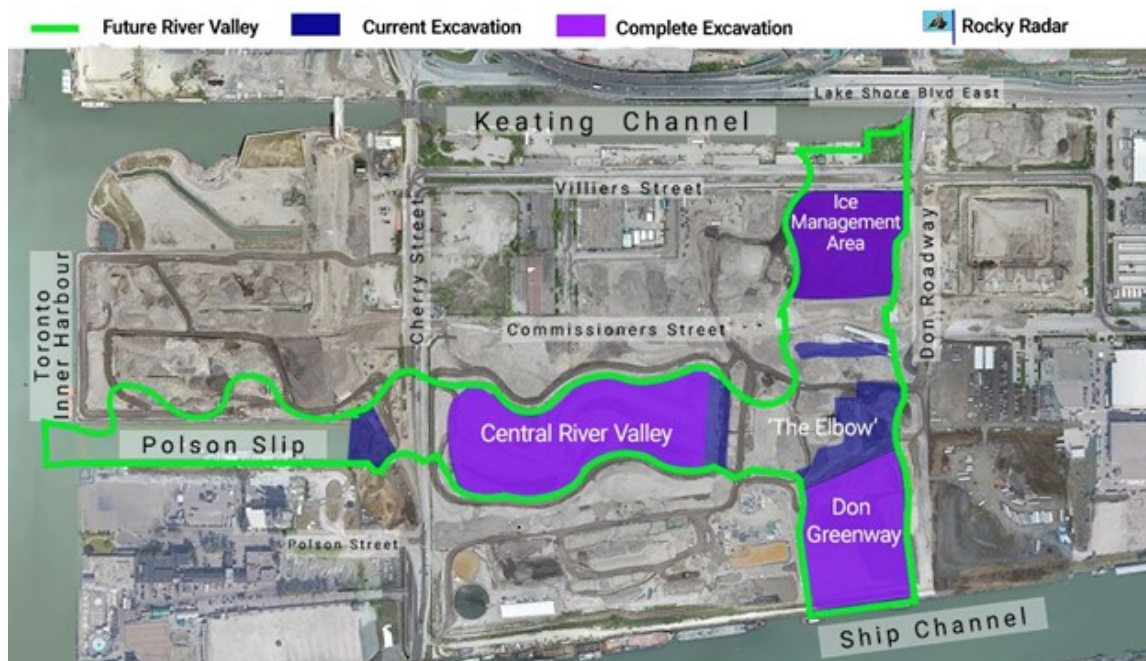 Future River Valley
Current Excavation
Complete Excavation
Rocky Radar
Lake Shore Blvd East
Keating Channel
Villiers Street
Ice
Management
Area
Cherry Street
Don Roadway
Toronto
Inner Harbour
Commissioners Street
Central River Valley
'The Elbow'
Polson Slip
Don
Greenway
Polson Street
Ship Channel